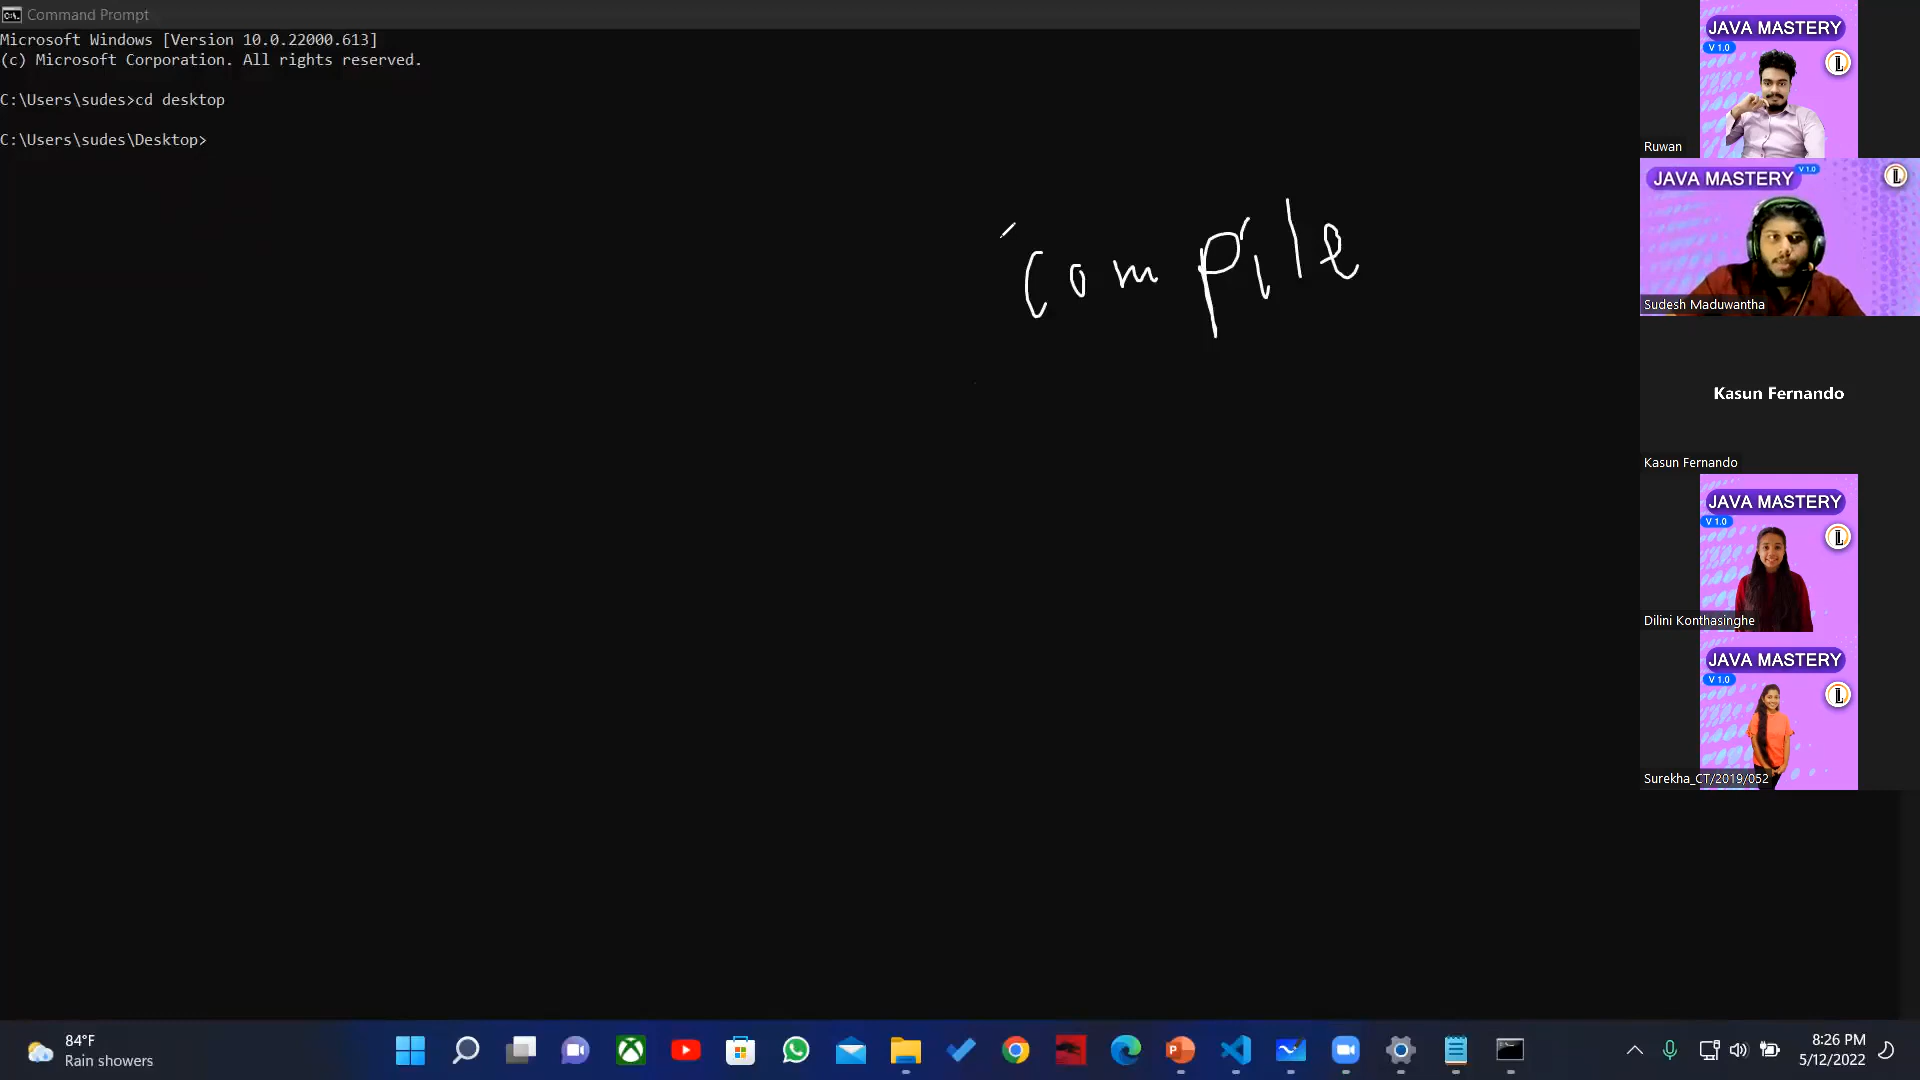 Command Prompt
Microsoft Windows [Version 10.0.22000.613]
(c) Microsoft Corporation. All rights reserved.
C:\Users\sudes>cd desktop
C:\Users\sudes\Desktop>
Compile
JAVA MASTERY
V 1.0
Ruwan
JAVA MASTERY
V 1.0
Sudesh Maduwantha
Kasun Fernando
Kasun Fernando
JAVA MASTERY
V 1.0
Dilini Konthasinghe
JAVA MASTERY
V 1.0
Surekha_CT/2019/052
84°F
Rain showers
8:26 PM
5/12/2022